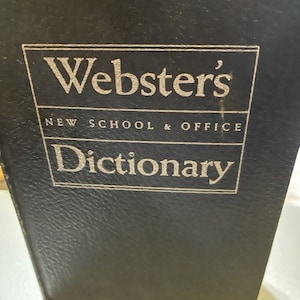 Webster's
NEW SCHOOL & OFFICE
Dictionary